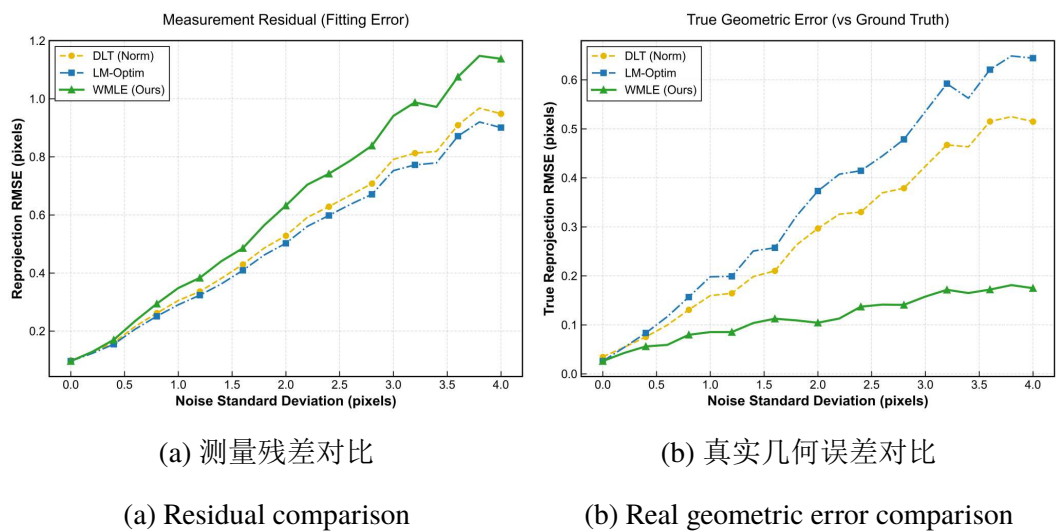 Measurement Residual (Fitting Error)
1.2
1.0
0.8
0.6
0.4
0.2
Reprojection RMSE (pixels)
DLT (Norm)
LM-Optim
WMLE (Ours)
0.0 0.5 1.0 1.5 2.0 2.5 3.0 3.5 4.0
Noise Standard Deviation (pixels)
(a) 测量残差对比
(a) Residual comparison
True Geometric Error (vs Ground Truth)
0.6
0.5
0.4
0.3
0.2
0.1
0.0
True Reprojection RMSE (pixels)
DLT (Norm)
LM-Optim
WMLE (Ours)
0.0 0.5 1.0 1.5 2.0 2.5 3.0 3.5 4.0
Noise Standard Deviation (pixels)
(b) 真实几何误差对比
(b) Real geometric error comparison